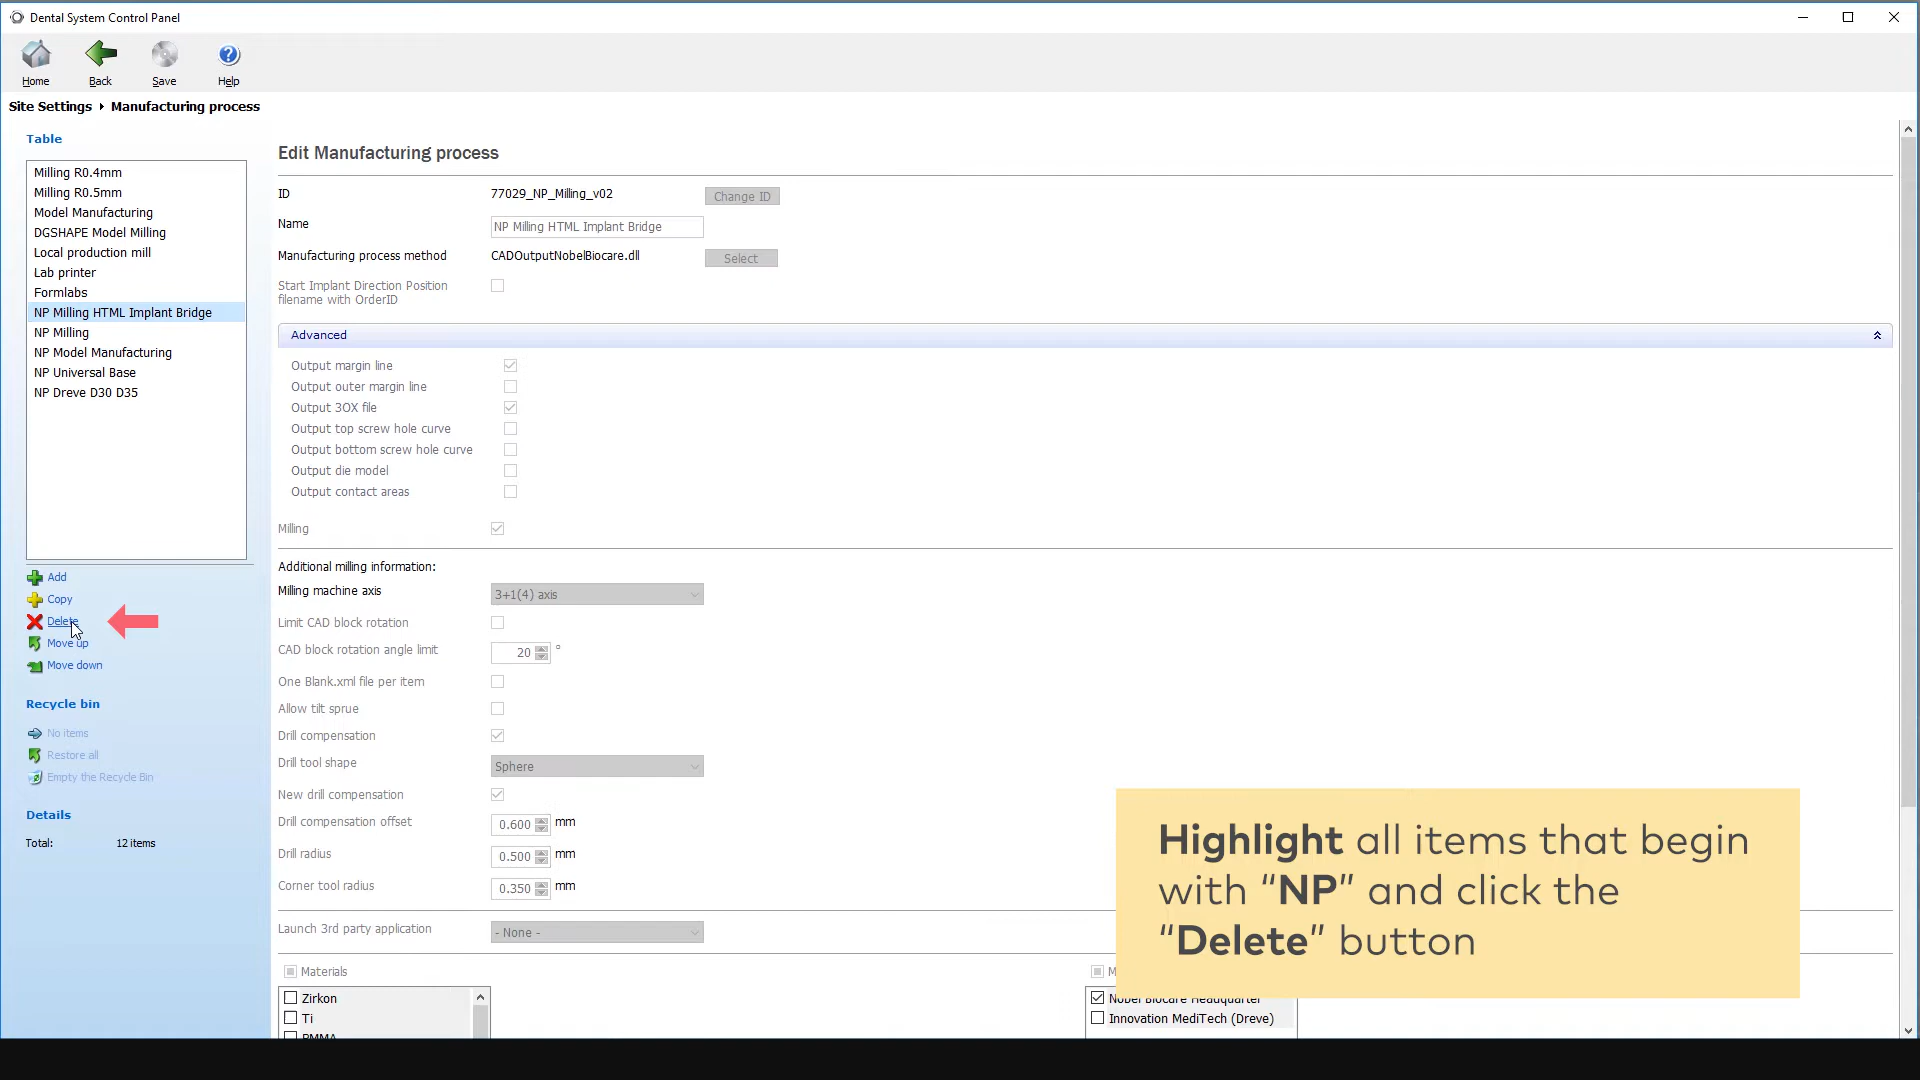 Dental System Control Panel
Home Back Save Help
Site Settings Manufacturing process
Table
Milling R0.4mm
Milling R0.5mm
Model Manufacturing
DGSHAPE Model Milling
Local production mill
Lab printer
Formlabs
NP Milling HTML Implant Bridge
NP Milling
NP Model Manufacturing
NP Universal Base
NP Dreve D30 D35
Add
Copy
Delete
Move up
Move down
Recycle bin
No items
Restore all
Empty the Recycle Bin
Details
Total: 12 items
Edit Manufacturing process
ID 77029_NP_Milling_v02 Change ID
Name NP Milling HTML Implant Bridge
Manufacturing process method CADOutputNobelBiocare.dll Select
Start Implant Direction Position
filename with OrderID
Advanced
Output margin line
Output outer margin line
Output 3OX file
Output top screw hole curve
Output bottom screw hole curve
Output die model
Output contact areas
Milling
Additional milling information:
Milling machine axis 3+1(4) axis
Limit CAD block rotation
CAD block rotation angle limit 20 °
One Blank.xml file per item
Allow tilt sprue
Drill compensation
Drill tool shape Sphere
New drill compensation
Drill compensation offset 0.600 mm
Drill radius 0.500 mm
Corner tool radius 0.350 mm
Launch 3rd party application - None -
Materials
Zirkon
Ti
PMMA
Nobel Biocare Headquarter
Innovation MediTech (Dreve)
Highlight all items that begin
with “NP” and click the
“Delete” button